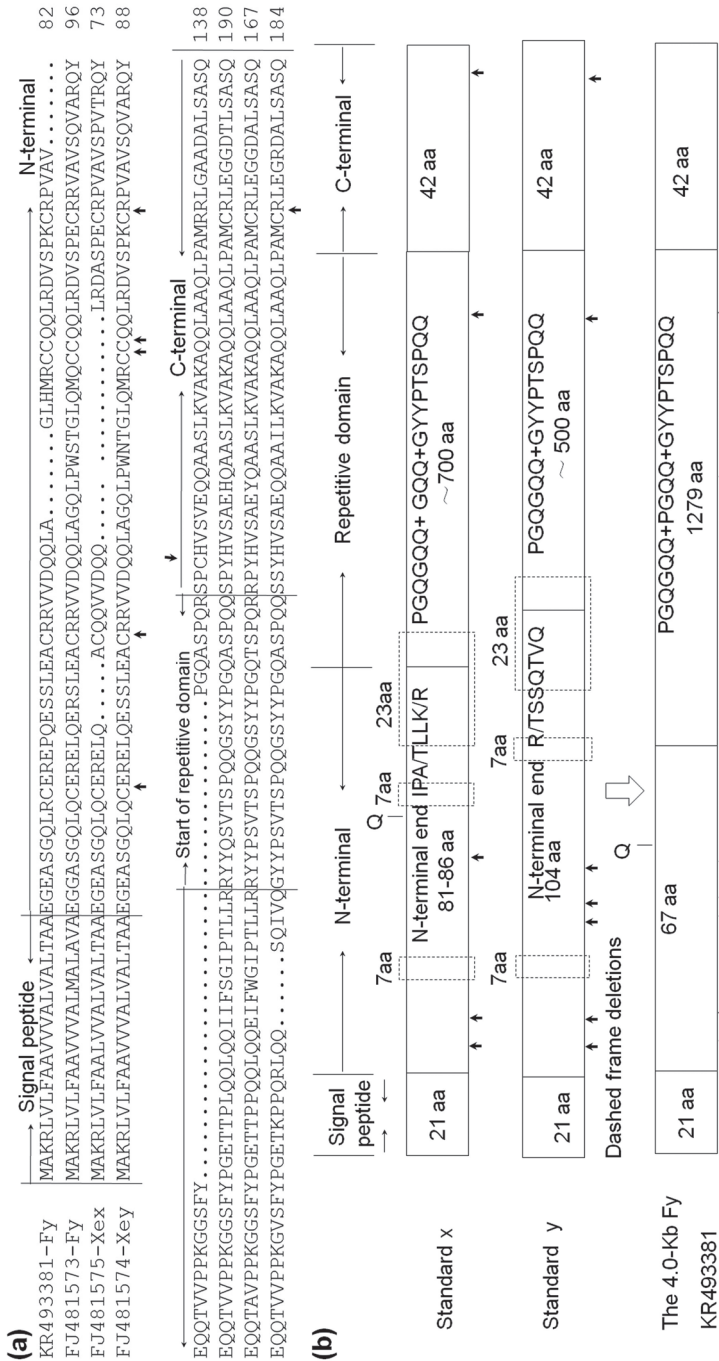 (a)
Signal peptide N-terminal
KR493381-Fy MAKRLVLFAAVVVALVALTAAEGEASGQLRCEREPQESSLEACRRVVDQQLA.......GLHMRCCQQLRDVSPKCRPVAV....... 82
FJ481573-Fy MAKRLVLFAAVVVALMALAVAEGGASGQLQCERELQERSLEACRRVVDQQLAGQLPWSTGLQMQCCQQLRDVSPECRRVAVSQVARQY 96
FJ481575-Xex MAKRLVLFAALVVALVALTAAEGEASGQLQCERELQ.....ACQQVVDQQ.................LRDASPECRPVAVSPVTRQY 73
FJ481574-Xey MAKRLVLFAAVVVALVALTAAEGEASGQLQCERELQESSLEACRRVVDQQLAGQLPWNTGLQMRCCQQLRDVSPKCRPVAVSQVARQY 88
Start of repetitive domain C-terminal
EQQTVVPPKGGSFY..............................PGQASPQRSPCHVSVEQQAASLKVAKAQQLAAQLPAMRRLGAADALSASQ 138
EQQTVVPPKGGSFYPGETTPLQQLQQIIFSGIPTLLRRYYQSVTSPQQGSYYPGQASPQQSPYHVSAEHQAASLKVAKAQQLAAQLPAMCRLEGGDTLSASQ 190
EQQTAVPPKGGSFYPGETTPPQQLQQEIFWGIPTLLRRYYPSVTSPQQGSYYPGQTSPQRRPYHVSAEYQAASLKVAKAQQLAAQLPAMCRLEGGDALSASQ 167
EQQTVVPPKGVSFYPGETKPPQRLQQ.....SQIVQGYYPSVTSPQQGSYYPGQASPQQSSYHVSAEQQAAILKVAKAQQLAAQLPAMCRLEGRDALSASQ 184
(b)
Signal peptide N-terminal Repetitive domain C-terminal
7aa Q 7aa 23aa
Standard x 21 aa N-terminal end IPA/TLLK/R 81-86 aa PGQGQQ+ GQQ+GYYPTSPQQ ~700 aa 42 aa
7aa 7aa 23 aa
Standard y 21 aa N-terminal end R/TSSQTVQ 104 aa PGQGQQ+GYYPTSPQQ ~ 500 aa 42 aa
Dashed frame deletions Q
The 4.0-Kb Fy KR493381 21 aa 67 aa PGQGQQ+PGQQ+GYYPTSPQQ 1279 aa 42 aa